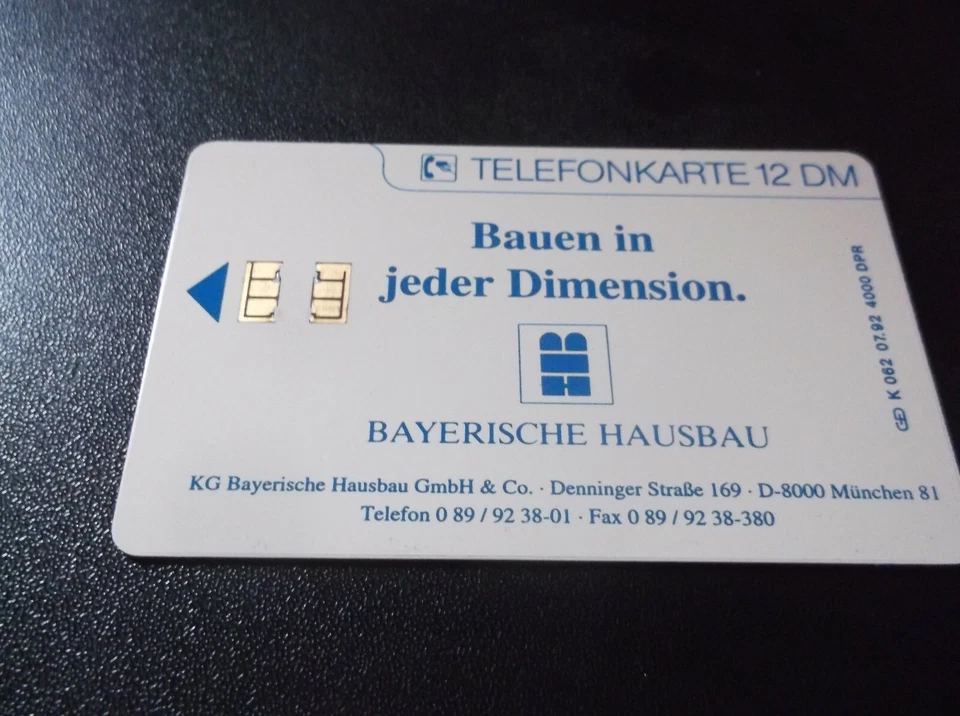 TELEFONKARTE 12 DM
Bauen in
jeder Dimension.
BAYERISCHE HAUSBAU
KG Bayerische Hausbau GmbH & Co. · Denninger Straße 169 · D-8000 München 81
Telefon 0 89 / 92 38-01 · Fax 0 89 / 92 38-380
K 062 07.92 4000 DPR